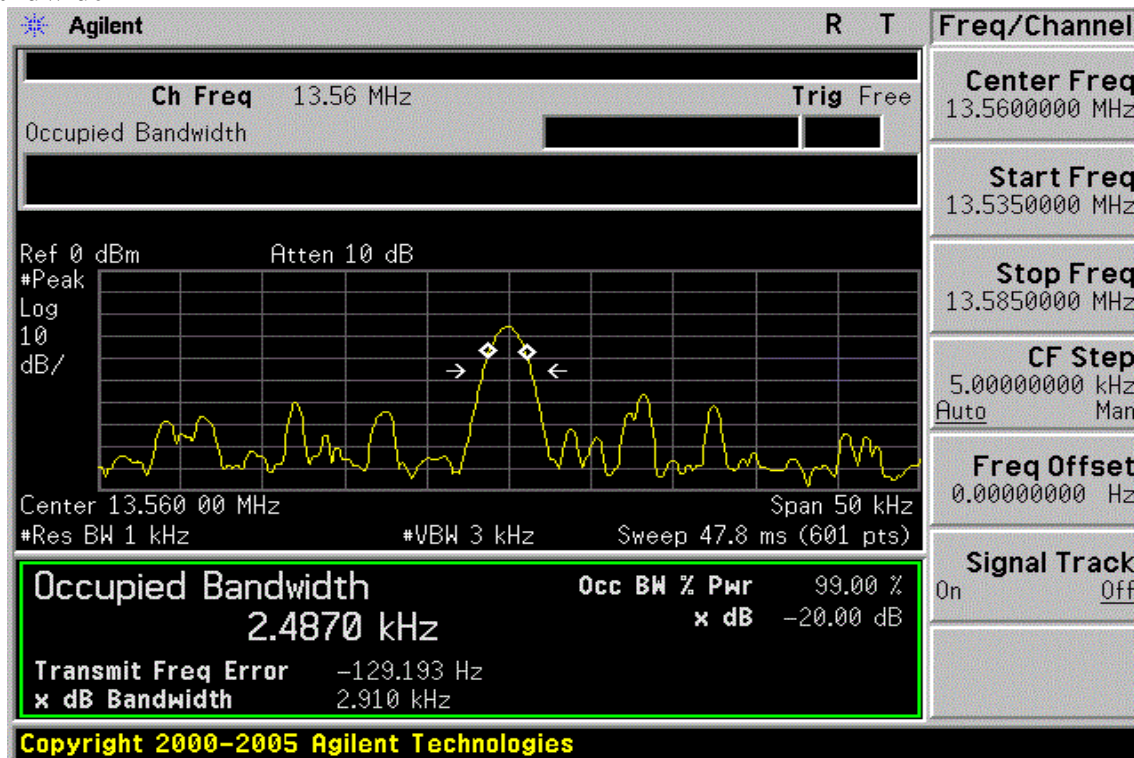 Agilent R T Freq/Channel
Ch Freq 13.56 MHz Trig Free
Occupied Bandwidth
Center Freq
13.5600000 MHz
Start Freq
13.5350000 MHz
Stop Freq
13.5850000 MHz
CF Step
5.00000000 kHz
Auto Man
Freq Offset
0.00000000 Hz
Signal Track
On Off
Ref 0 dBm Atten 10 dB
#Peak
Log
10
dB/
Center 13.560 00 MHz Span 50 kHz
#Res BW 1 kHz #VBW 3 kHz Sweep 47.8 ms (601 pts)
Occupied Bandwidth Occ BW % Pwr 99.00 %
2.4870 kHz x dB -20.00 dB
Transmit Freq Error -129.193 Hz
x dB Bandwidth 2.910 kHz
Copyright 2000-2005 Agilent Technologies